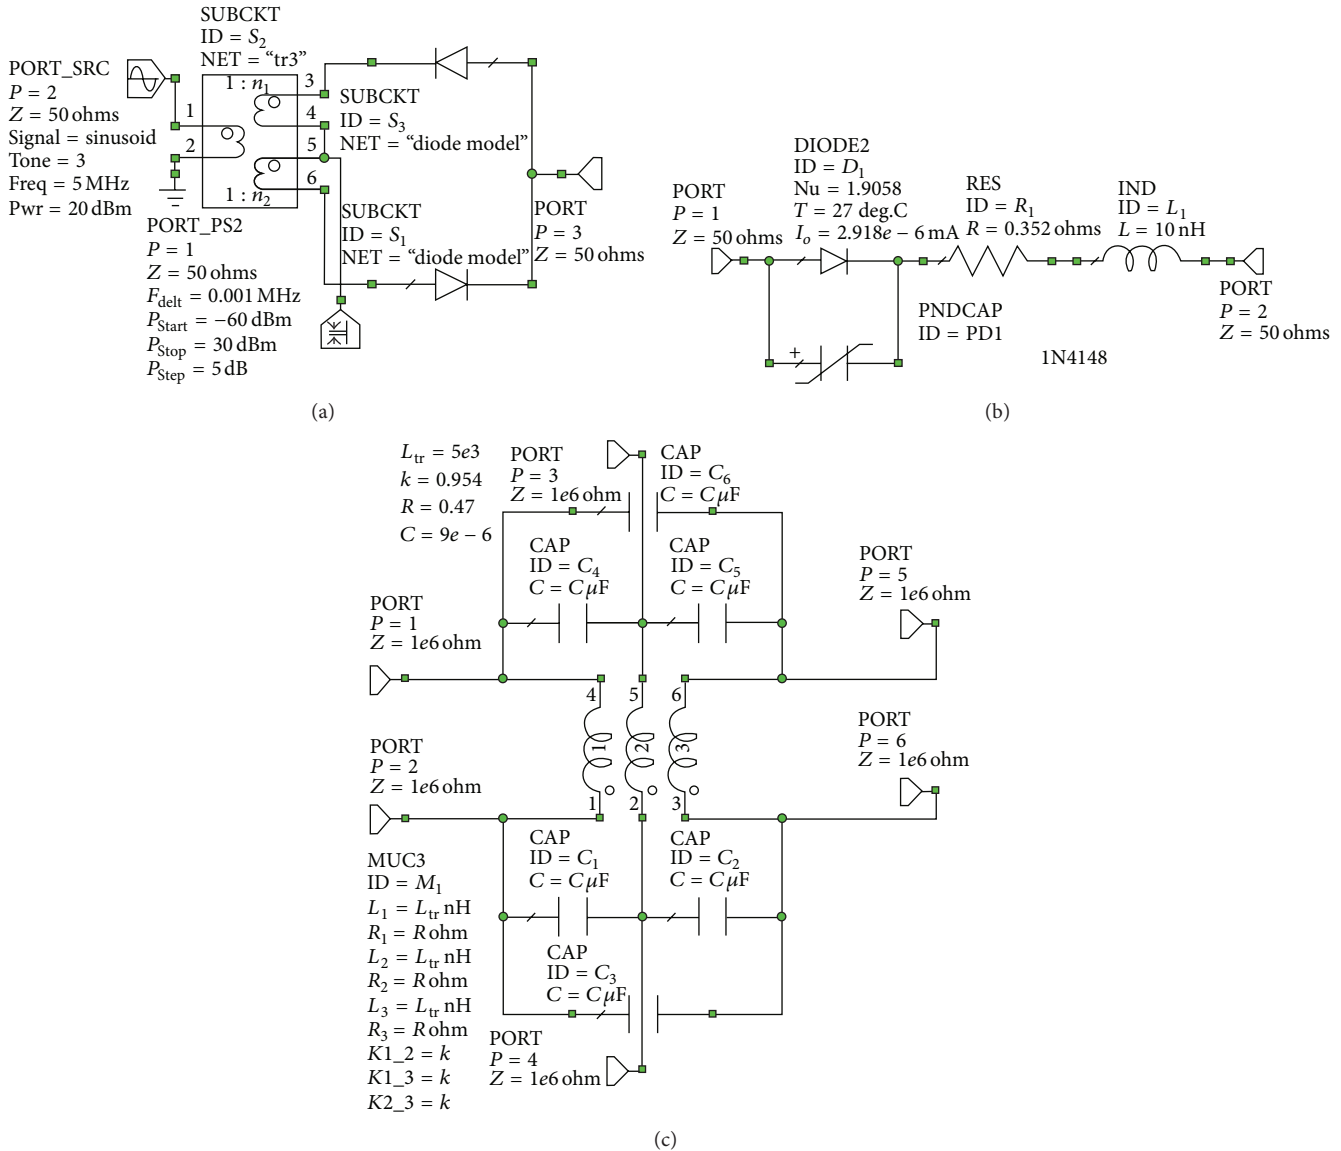 SUBCKT
ID = S2
NET = “tr3”
PORT_SRC
P = 2
Z = 50 ohms
Signal = sinusoid
Tone = 3
Freq = 5 MHz
Pwr = 20 dBm
1
2
1 : n1
3
4
5
6
1 : n2
SUBCKT
ID = S3
NET = “diode model”
SUBCKT
ID = S1
NET = “diode model”
PORT
P = 3
Z = 50 ohms
PORT_PS2
P = 1
Z = 50 ohms
Fdelt = 0.001 MHz
PStart = −60 dBm
PStop = 30 dBm
PStep = 5 dB
(a)
PORT
P = 1
Z = 50 ohms
DIODE2
ID = D1
Nu = 1.9058
T = 27 deg.C
Io = 2.918e − 6 mA
RES
ID = R1
R = 0.352 ohms
IND
ID = L1
L = 10 nH
PORT
P = 2
Z = 50 ohms
PNDCAP
ID = PD1
+
1N4148
(b)
Ltr = 5e3
k = 0.954
R = 0.47
C = 9e − 6
PORT
P = 3
Z = 1e6 ohm
CAP
ID = C6
C = C μF
CAP
ID = C4
C = C μF
CAP
ID = C5
C = C μF
PORT
P = 5
Z = 1e6 ohm
PORT
P = 1
Z = 1e6 ohm
4
5
6
1
2
3
1
2
3
PORT
P = 2
Z = 1e6 ohm
PORT
P = 6
Z = 1e6 ohm
CAP
ID = C1
C = C μF
CAP
ID = C2
C = C μF
CAP
ID = C3
C = C μF
PORT
P = 4
Z = 1e6 ohm
MUC3
ID = M1
L1 = Ltr nH
R1 = R ohm
L2 = Ltr nH
R2 = R ohm
L3 = Ltr nH
R3 = R ohm
K1_2 = k
K1_3 = k
K2_3 = k
(c)